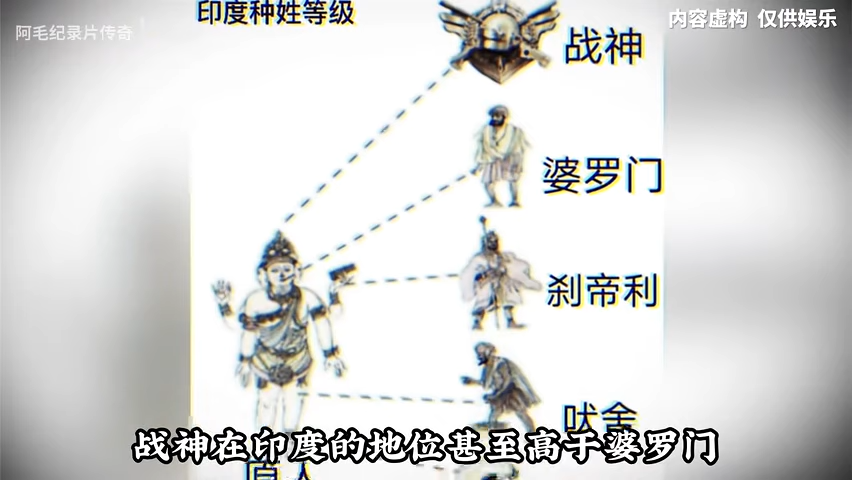 印度种姓等级
阿毛纪录片传奇
内容虚构 仅供娱乐
战神
婆罗门
刹帝利
吠舍
战神在印度的地位甚至高于婆罗门